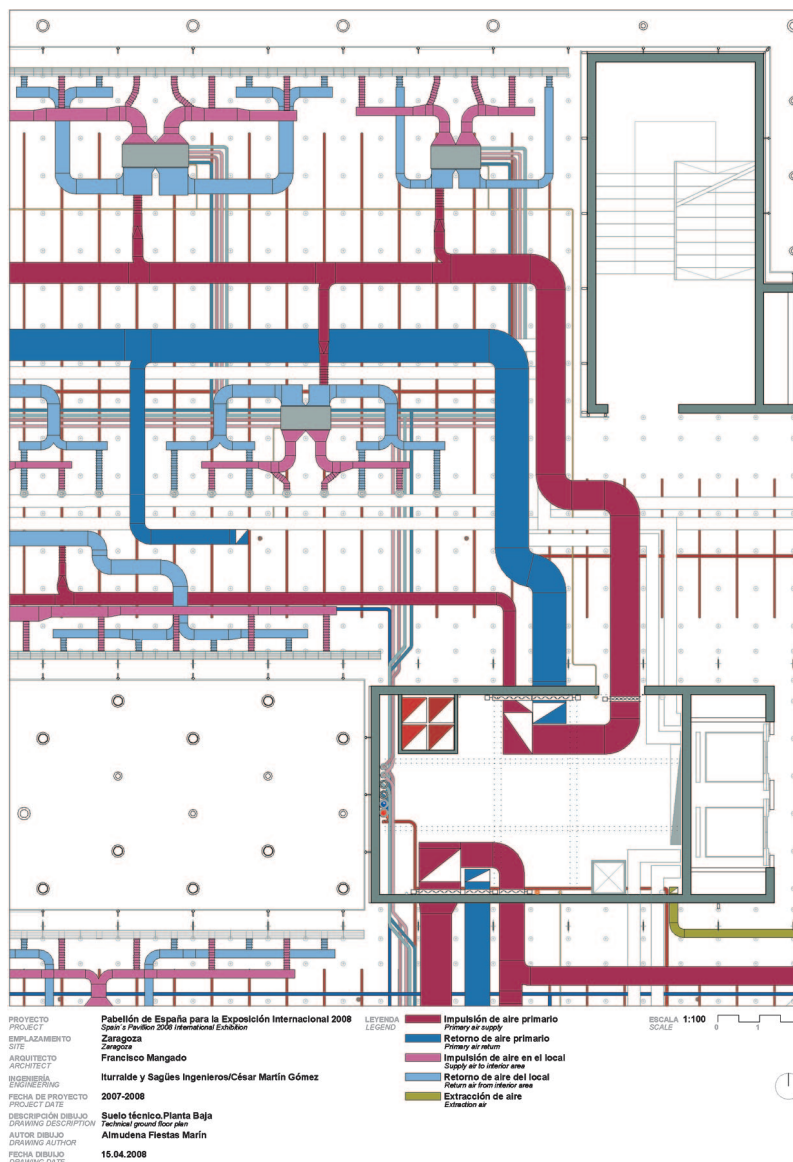 PROYECTO Pabellón de España para la Exposición Internacional 2008
PROJECT Spain´s Pavillion 2008 International Exhibition
EMPLAZAMIENTO Zaragoza
SITE Zaragoza
ARQUITECTO Francisco Mangado
ARCHITECT
INGENIERÍA Iturralde y Sagües Ingenieros/César Martín Gómez
ENGINEERING
FECHA DE PROYECTO 2007-2008
PROJECT DATE
DESCRIPCIÓN DIBUJO Suelo técnico.Planta Baja
DRAWING DESCRIPTION Technical ground floor plan
AUTOR DIBUJO Almudena Fiestas Marín
DRAWING AUTHOR
FECHA DIBUJO 15.04.2008
DRAWING DATE
LEYENDA Impulsión de aire primario
LEGEND Primary air supply
Retorno de aire primario
Primary air return
Impulsión de aire en el local
Supply air to interior area
Retorno de aire del local
Return air from interior area
Extracción de aire
Extraction air
ESCALA 1:100
SCALE 0 1